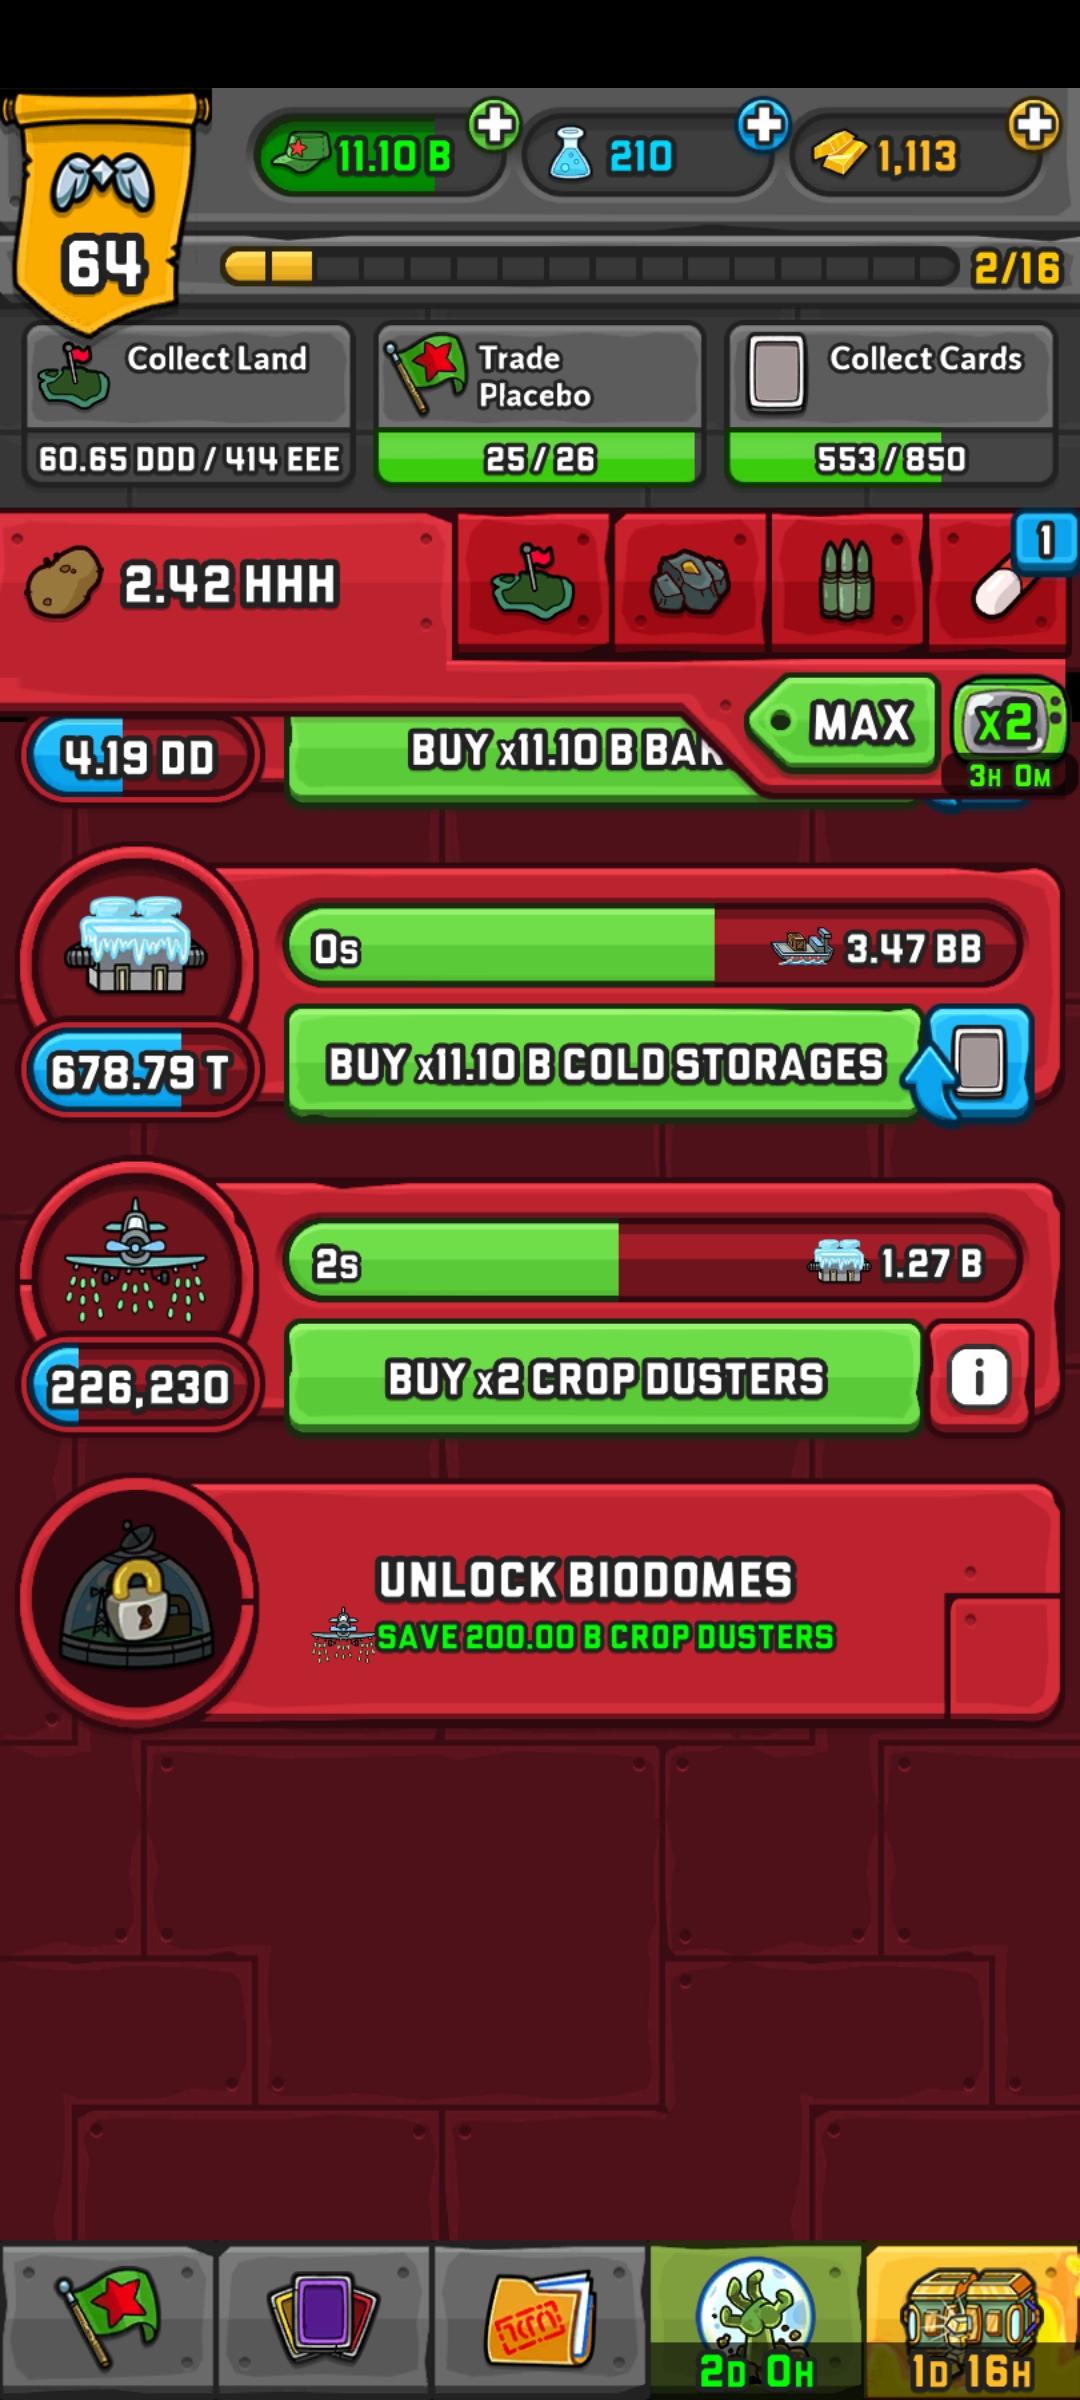 11.10 B
210
1,113
64
2/16
Collect Land
60.65 DDD / 414 EEE
Trade
Placebo
25 / 26
Collect Cards
553 / 850
2.42 HHH
1
MAX
x2
3H 0M
4.19 DD
BUY x11.10 B BAR
0s
3.47 BB
678.79 T
BUY x11.10 B COLD STORAGES
2s
1.27 B
226,230
BUY x2 CROP DUSTERS
i
UNLOCK BIODOMES
SAVE 200.00 B CROP DUSTERS
2D 0H
1D 16H